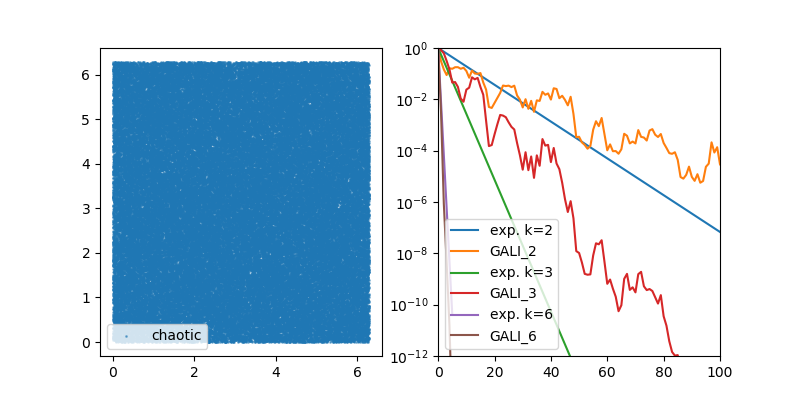 6
5
4
3
2
1
0
0 2 4 6
chaotic
10^0
10^-2
10^-4
10^-6
10^-8
10^-10
10^-12
0 20 40 60 80 100
exp. k=2
GALI_2
exp. k=3
GALI_3
exp. k=6
GALI_6